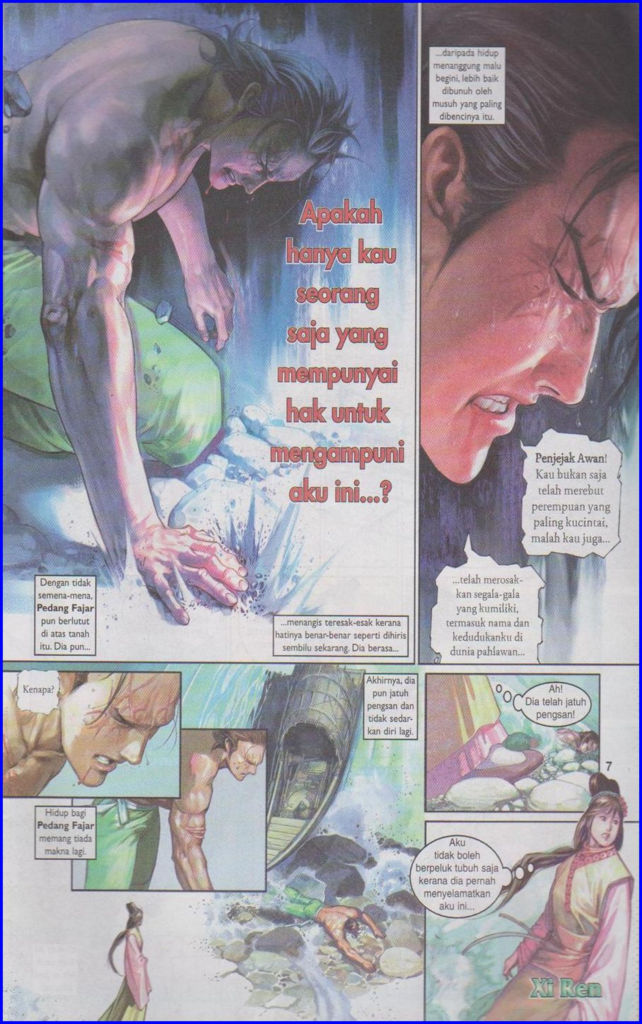 Dengan tidak
semena-mena,
Pedang Fajar
pun berlutut
di atas tanah
itu. Dia pun...
...menangis teresak-esak kerana
hatinya benar-benar seperti dihiris
sembilu sekarang. Dia berasa...
Apakah
hanya kau
seorang
saja yang
mempunyai
hak untuk
mengampuni
aku ini...?
...daripada hidup
menanggung malu
begini, lebih baik
dibunuh oleh
musuh yang paling
dibencinya itu.
Penjejak Awan!
Kau bukan saja
telah merebut
perempuan yang
paling kucintai,
malah kau juga...
...telah merosak-
kan segala-gala
yang kumiliki,
termasuk nama dan
kedudukanku di
dunia pahlawan...
Kenapa?
Hidup bagi
Pedang Fajar
memang tiada
makna lagi.
Akhirnya, dia
pun jatuh
pengsan dan
tidak sedar-
kan diri lagi.
Ah!
Dia telah jatuh
pengsan!
7
Aku
tidak boleh
berpeluk tubuh saja
kerana dia pernah
menyelamatkan
aku ini...
Xi Ren